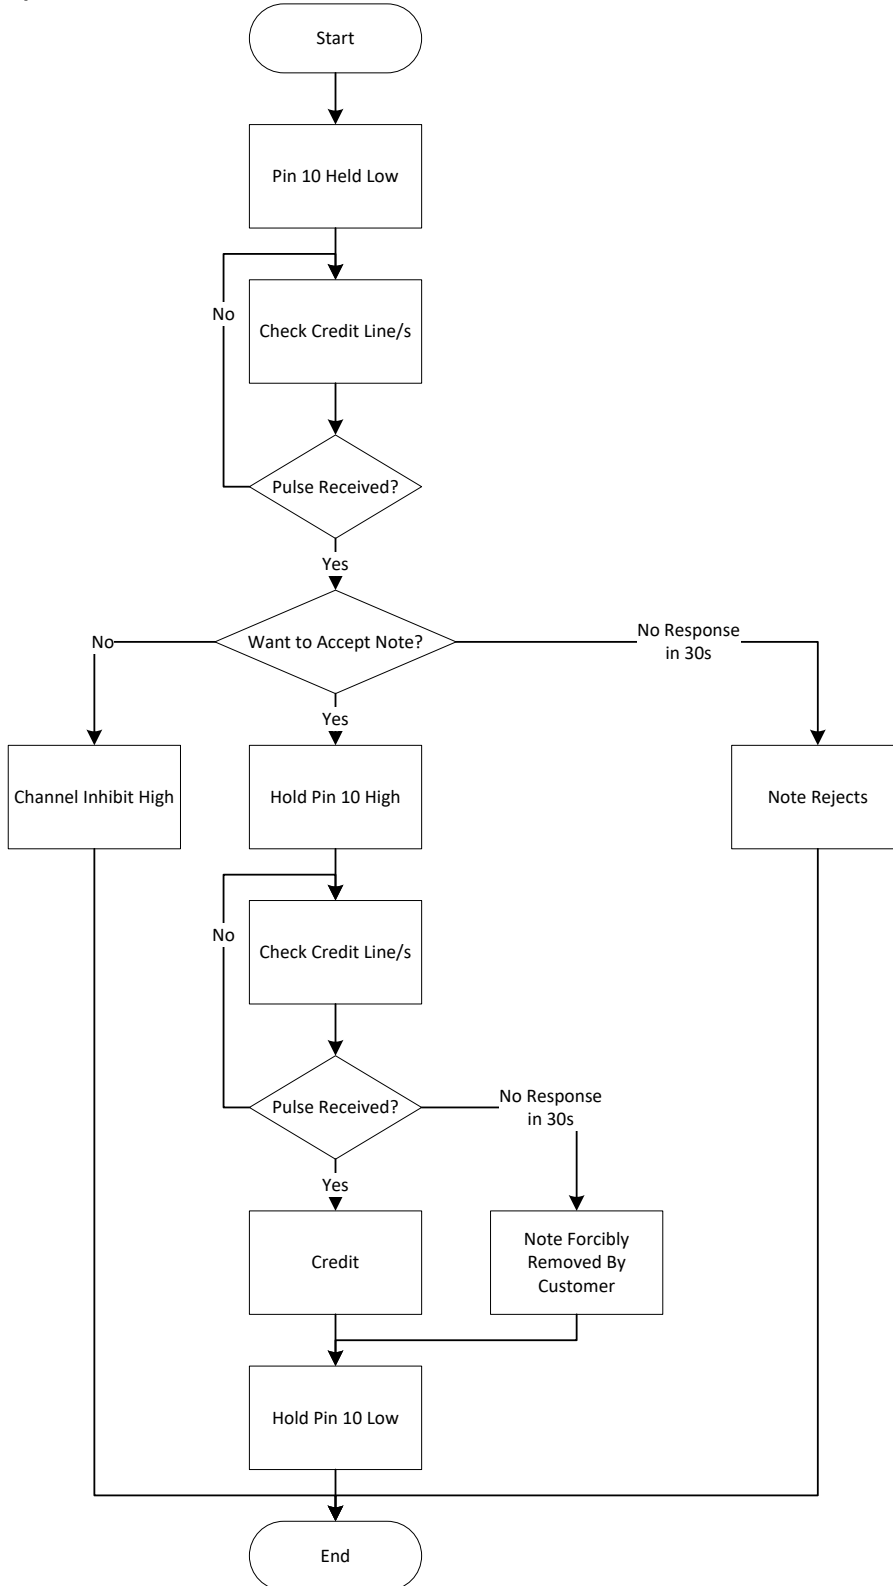 Start
Pin 10 Held Low
No
Check Credit Line/s
Pulse Received?
Yes
No
Want to Accept Note?
No Response
in 30s
Yes
Channel Inhibit High
Hold Pin 10 High
Note Rejects
No
Check Credit Line/s
Pulse Received?
No Response
in 30s
Yes
Credit
Note Forcibly
Removed By
Customer
Hold Pin 10 Low
End